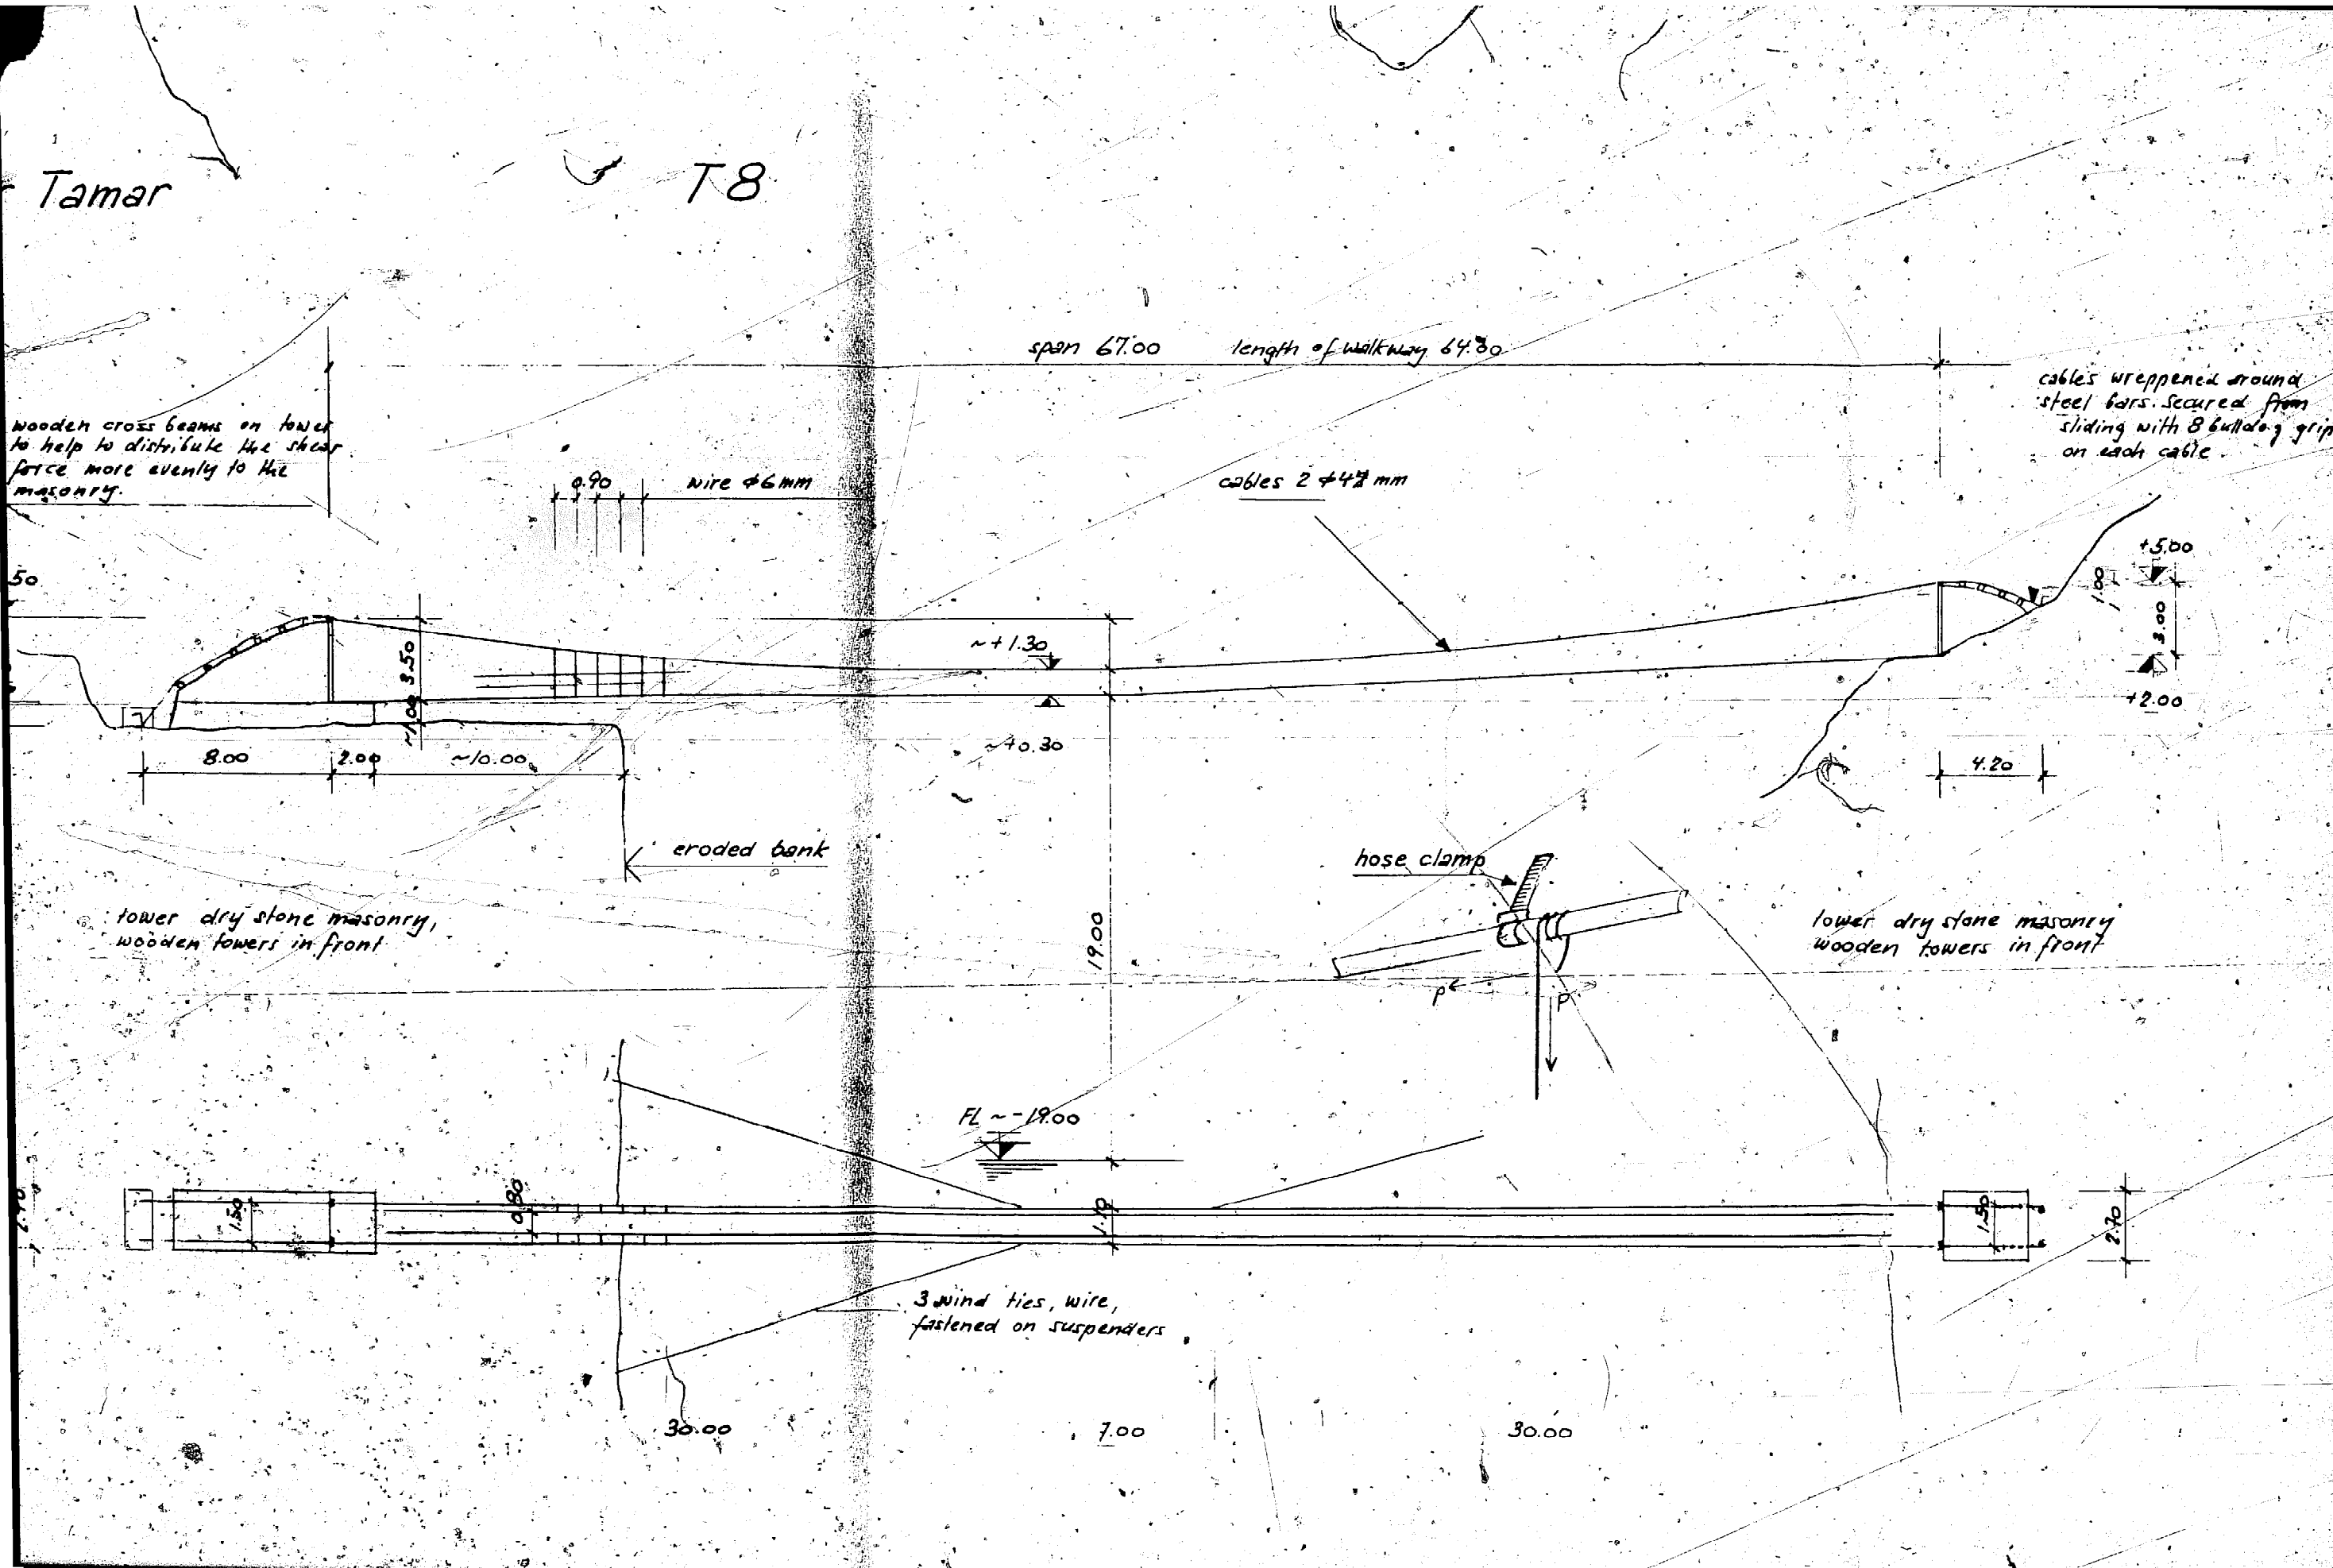 Tamar
T8
span 67.00 length of walkway 64.30
wooden cross beams on tower
to help to distribute the shear
force more evenly to the
masonry.
cables wreppened around
steel bars. Secured from
sliding with 8 bulldog grip
on each cable.
0.90 wire φ6mm
cables 2 φ mm
50
+5.00
1.00
3.00
+2.00
3.50
~1.00
~+1.30
~+0.30
8.00 2.00 ~10.00
4.20
eroded bank
hose clamp
tower dry stone masonry,
wooden towers in front
19.00
P P
lower dry stone masonry
wooden towers in front
FL ~ -19.00
1.50
0.80
1.10
1.50
2.70
3 wind ties, wire,
fastened on suspenders
30.00 7.00 30.00